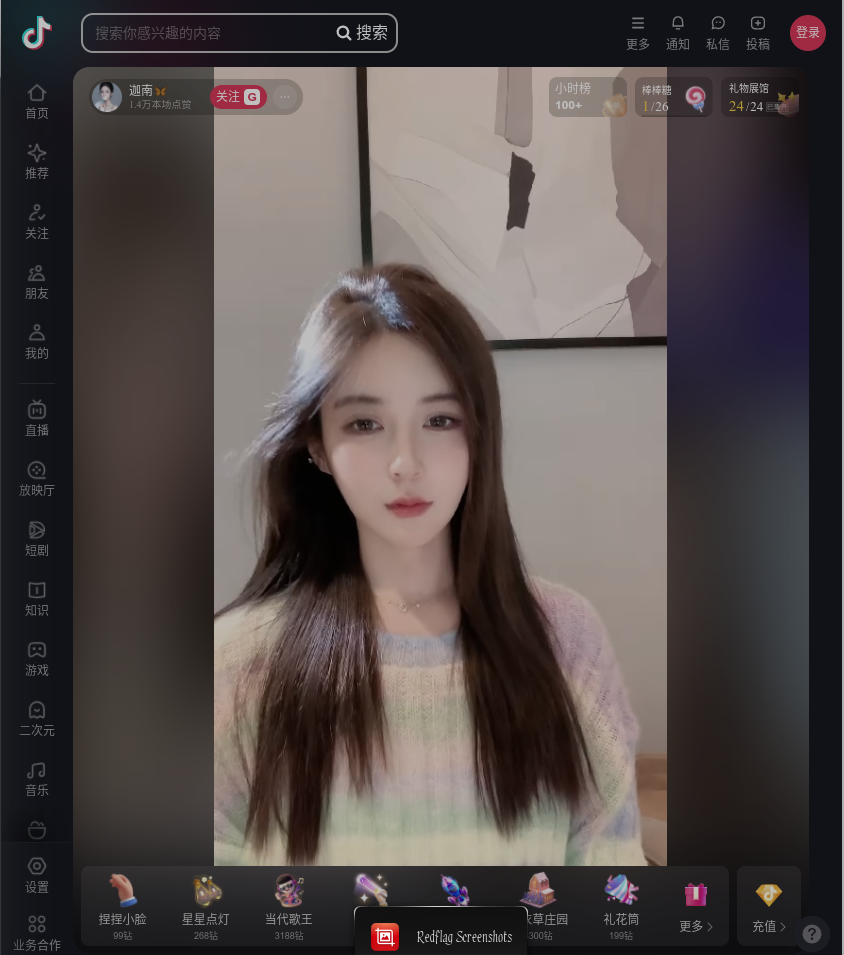 搜索你感兴趣的内容
搜索
更多
通知
私信
投稿
登录
迦南
1.4万本场点赞
关注 G
小时榜
100+
棒棒糖
1/26
礼物展馆
24/24
首页
推荐
关注
朋友
我的
直播
放映厅
短剧
知识
游戏
二次元
音乐
设置
业务合作
捏捏小脸
99钻
星星点灯
268钻
当代歌王
3188钻
草庄园
300钻
礼花筒
199钻
更多
充值
Redflag Screenshots